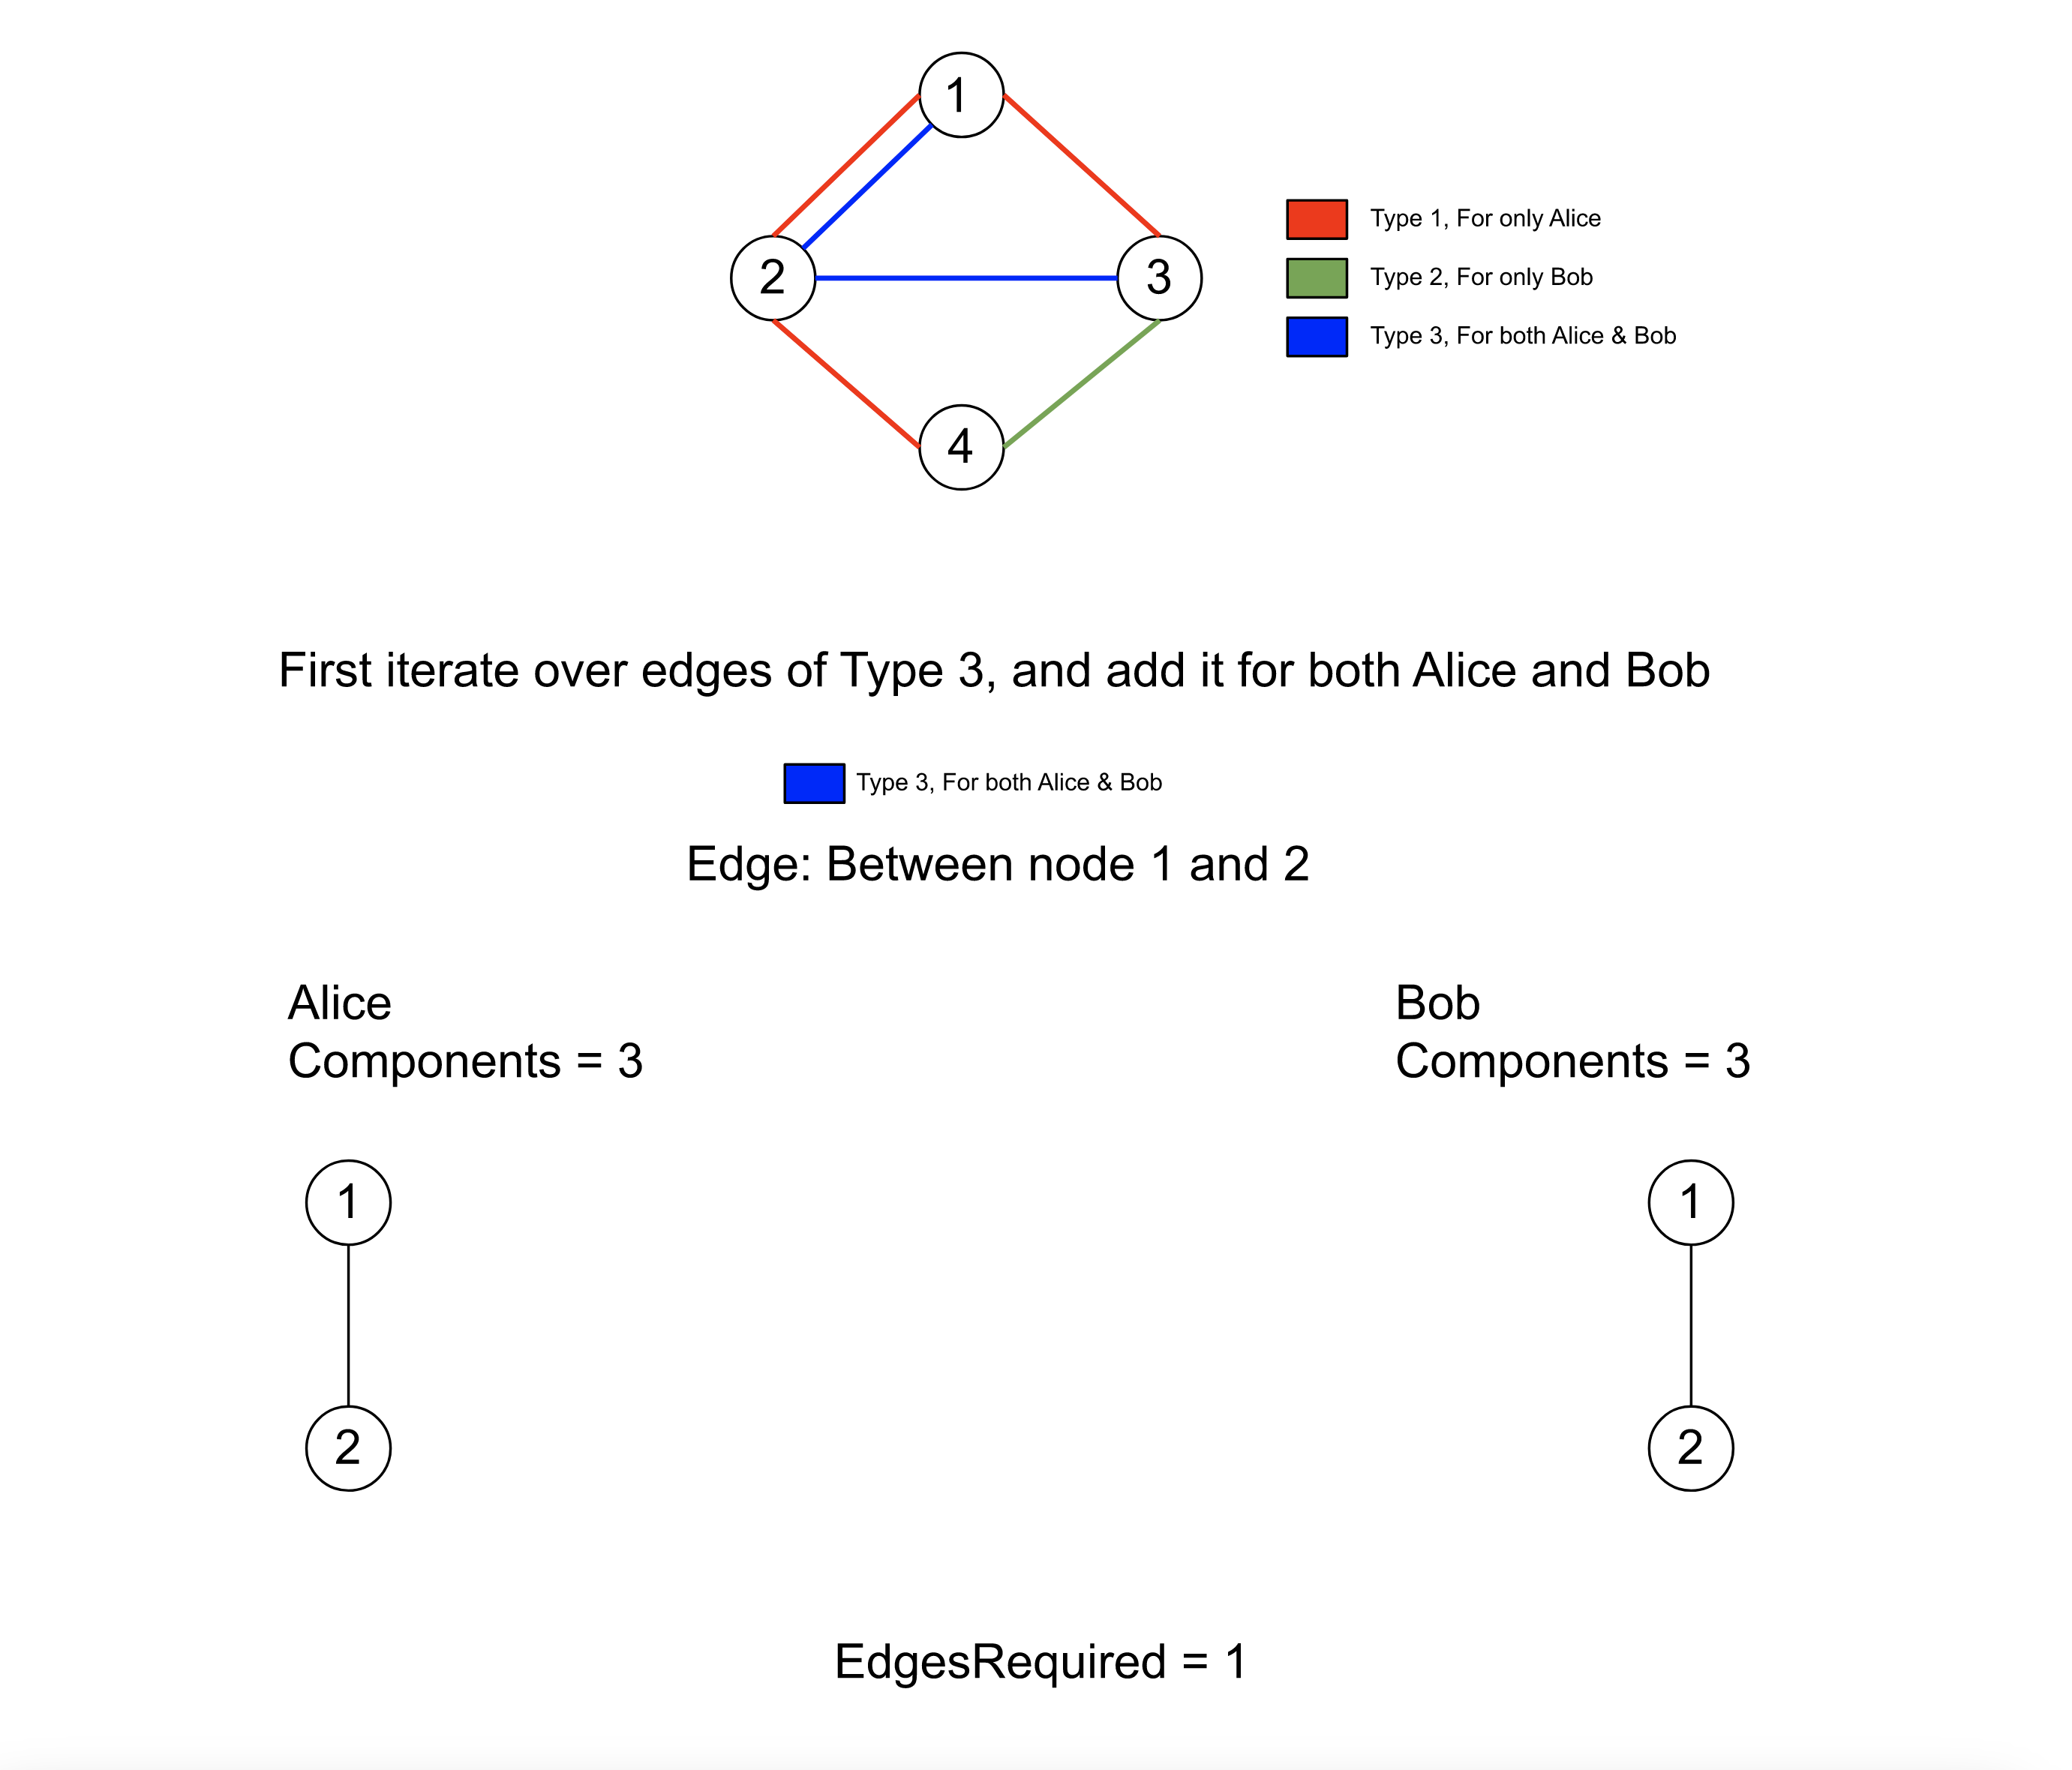 1
2
3
4
Type 1, For only Alice
Type 2, For only Bob
Type 3, For both Alice & Bob
First iterate over edges of Type 3, and add it for both Alice and Bob
Type 3, For both Alice & Bob
Edge: Between node 1 and 2
Alice
Components = 3
1
2
Bob
Components = 3
1
2
EdgesRequired = 1